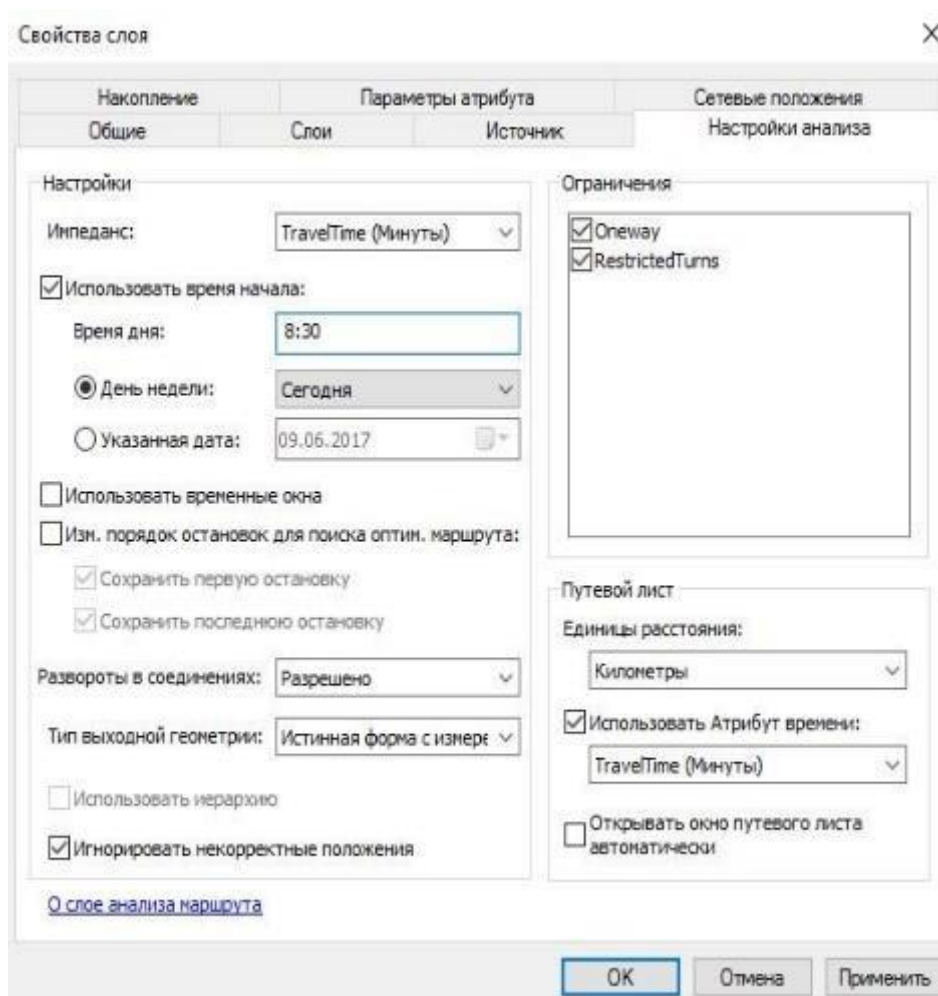 Свойства слоя
Накопление
Параметры атрибута
Сетевые положения
Общие
Слои
Источник
Настройки анализа
Настройки
Импеданс:
TravelTime (Минуты)
Использовать время начала:
Время дня:
8:30
День недели:
Сегодня
Указанная дата:
09.06.2017
Использовать временные окна
Изм. порядок остановок для поиска оптим. маршрута:
Сохранить первую остановку
Сохранить последнюю остановку
Развороты в соединениях:
Разрешено
Тип выходной геометрии:
Истинная форма с измере
Использовать иерархию
Игнорировать некорректные положения
О слое анализа маршрута
Ограничения
Oneway
RestrictedTurns
Путевой лист
Единицы расстояния:
Километры
Использовать Атрибут времени:
TravelTime (Минуты)
Открывать окно путевого листа
автоматически
OK
Отмена
Применить